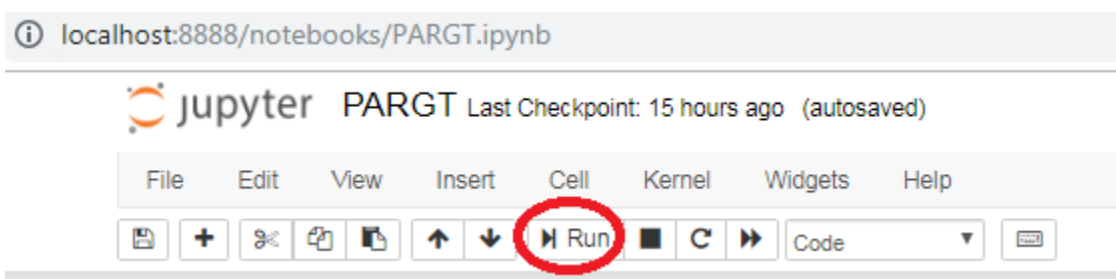 localhost:8888/notebooks/PARGT.ipynb
jupyter PARGT Last Checkpoint: 15 hours ago (autosaved)
File Edit View Insert Cell Kernel Widgets Help
Run Code